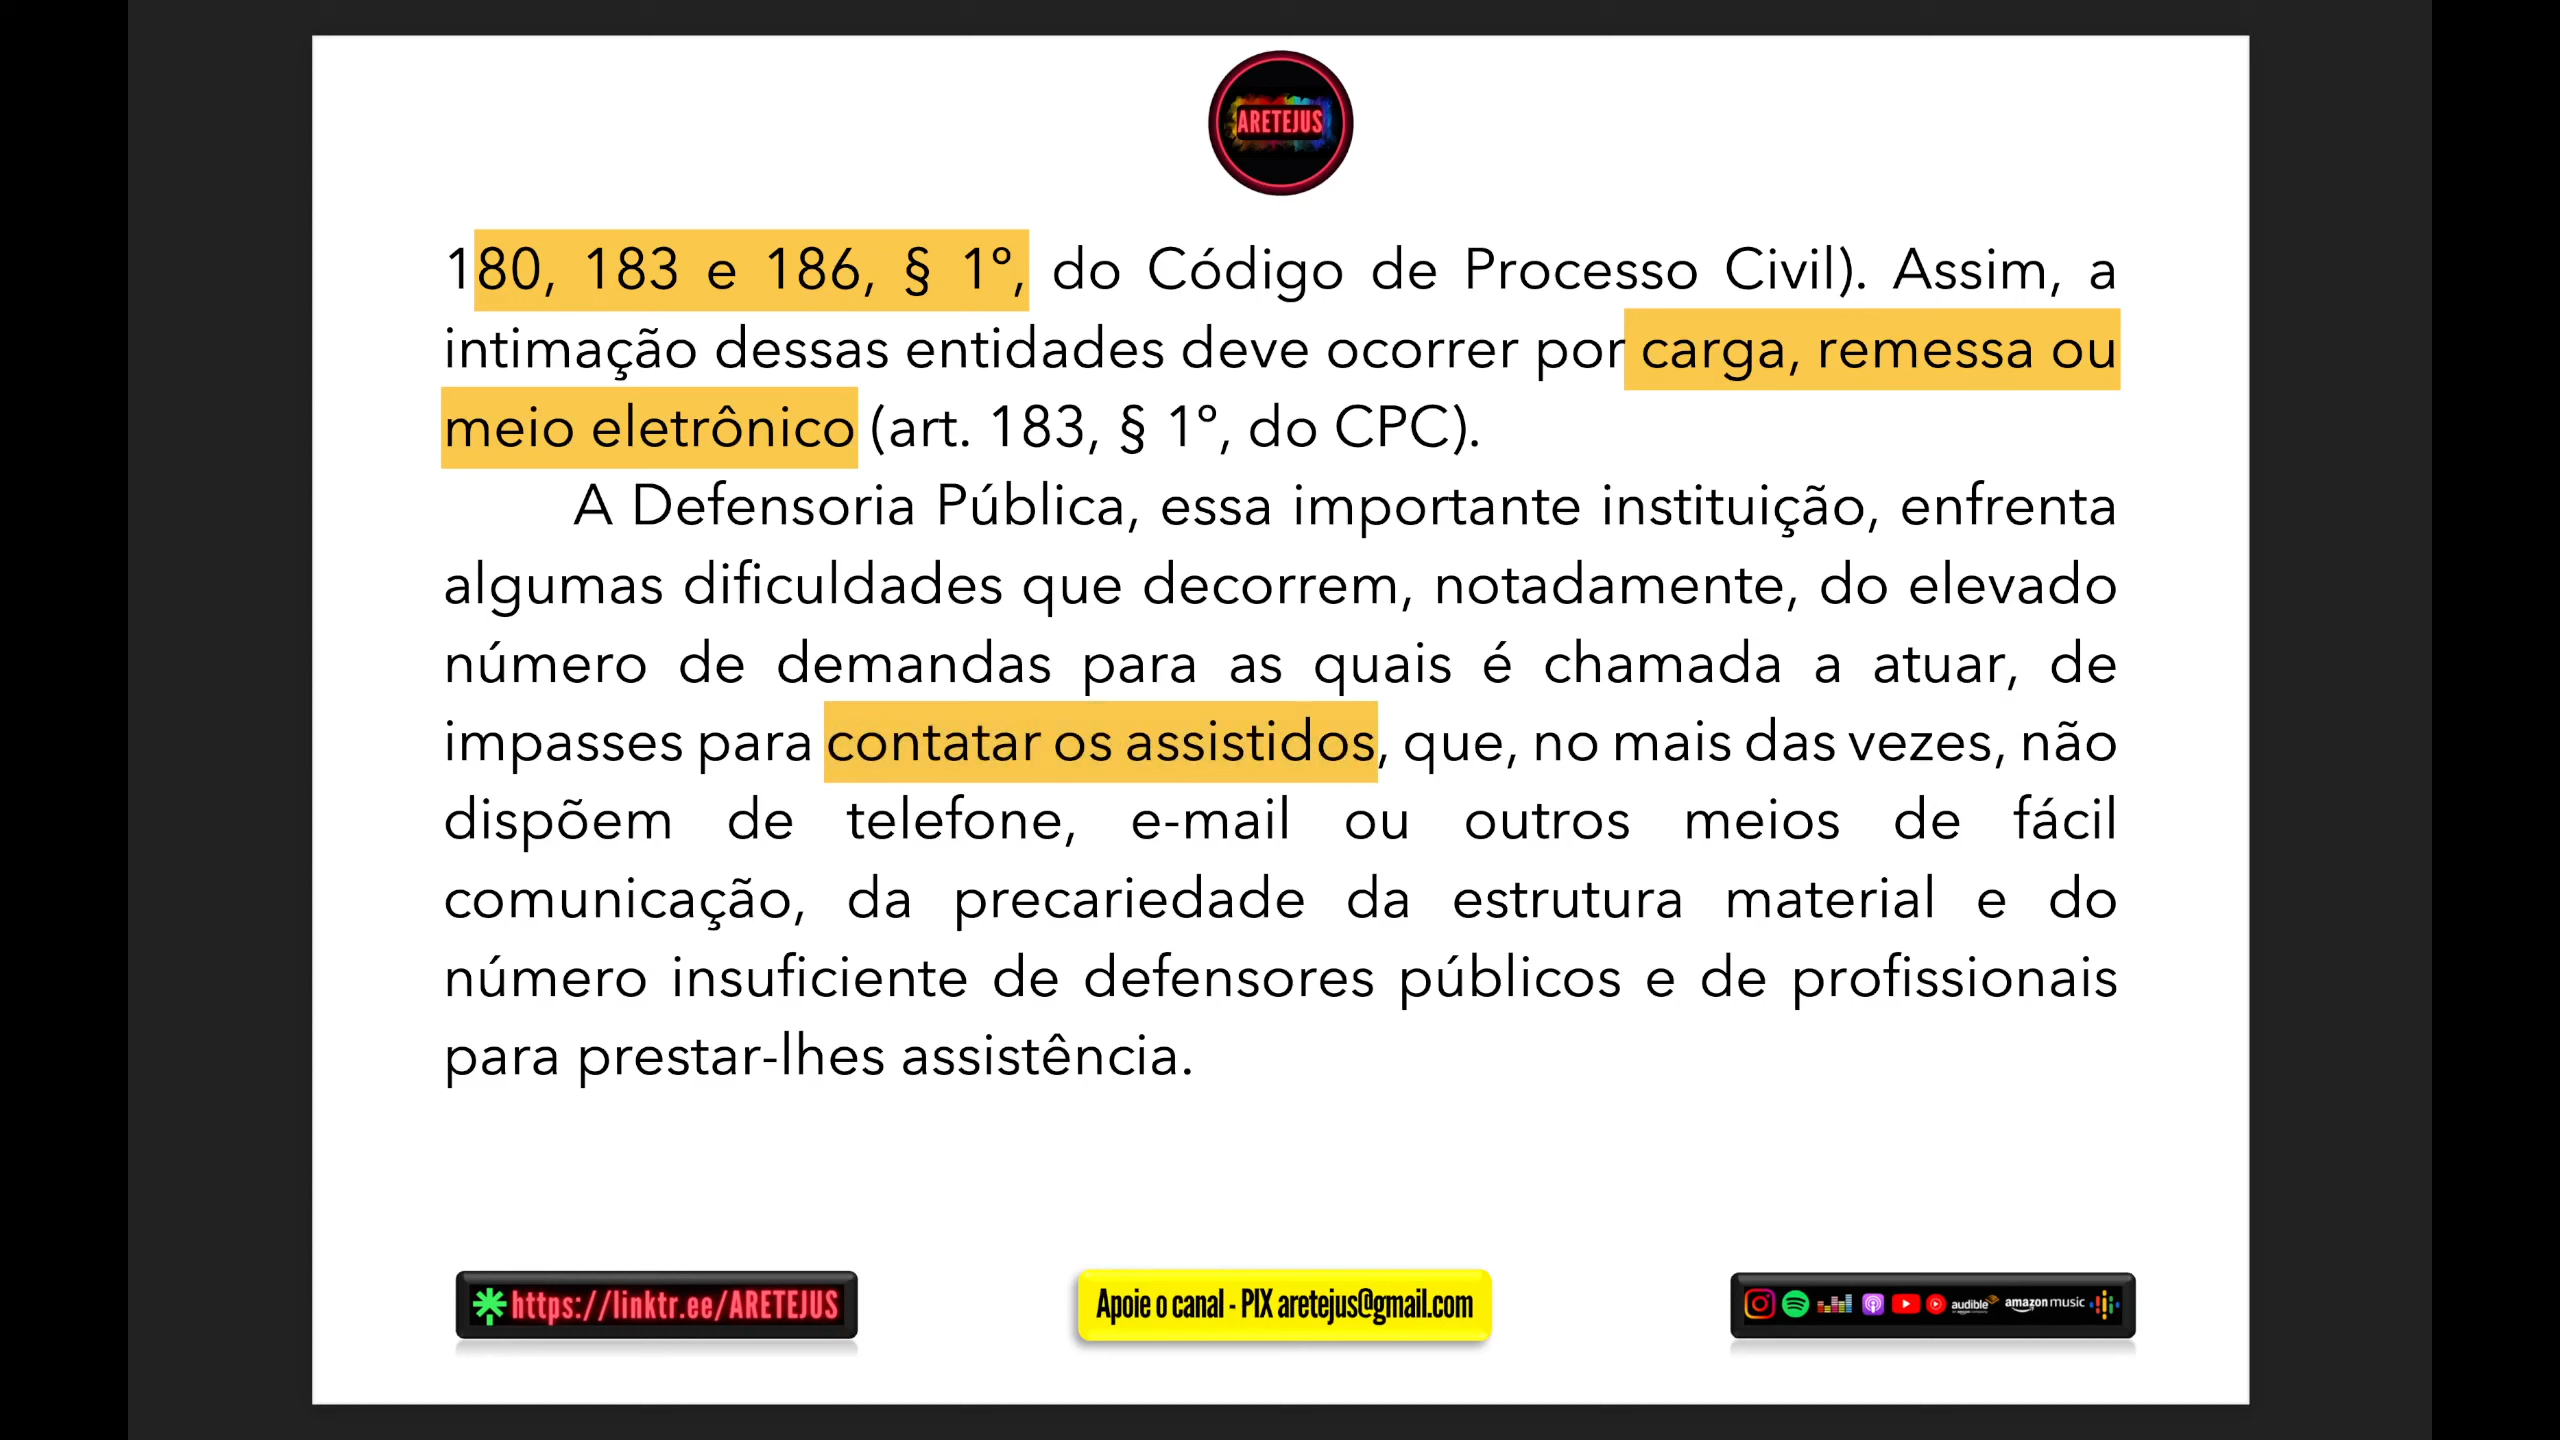 ARETEJUS
180, 183 e 186, § 1º, do Código de Processo Civil). Assim, a
intimação dessas entidades deve ocorrer por carga, remessa ou
meio eletrônico (art. 183, § 1º, do CPC).
A Defensoria Pública, essa importante instituição, enfrenta
algumas dificuldades que decorrem, notadamente, do elevado
número de demandas para as quais é chamada a atuar, de
impasses para contatar os assistidos, que, no mais das vezes, não
dispõem de telefone, e-mail ou outros meios de fácil
comunicação, da precariedade da estrutura material e do
número insuficiente de defensores públicos e de profissionais
para prestar-lhes assistência.
https://linktr.ee/ARETEJUS
Apoie o canal - PIX aretejus@gmail.com
audible amazon music